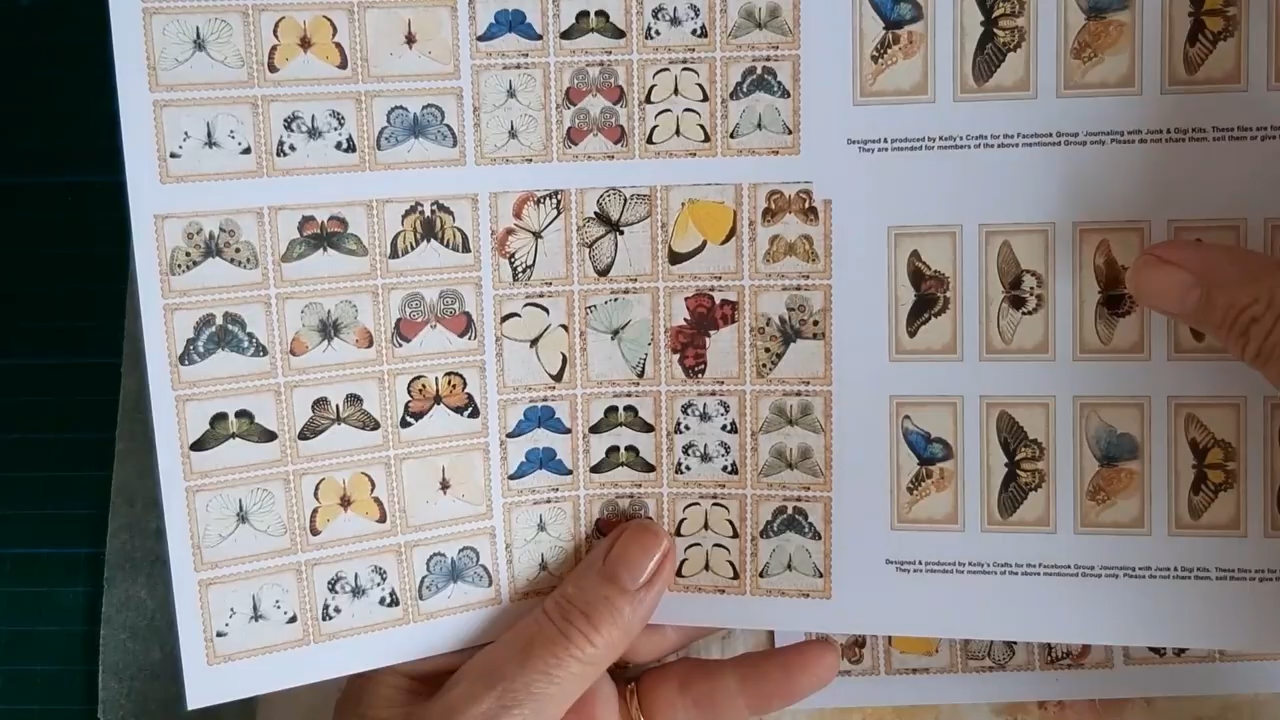 Designed & produced by Kelly's Crafts for the Facebook Group 'Journaling with Junk & Digi Kits. These files are for
They are intended for members of the above mentioned Group only. Please do not share them, sell them or give
Designed & produced by Kelly's Crafts for the Facebook Group 'Journaling with Junk & Digi Kits. These files are for
They are intended for members of the above mentioned Group only. Please do not share them, sell them or give